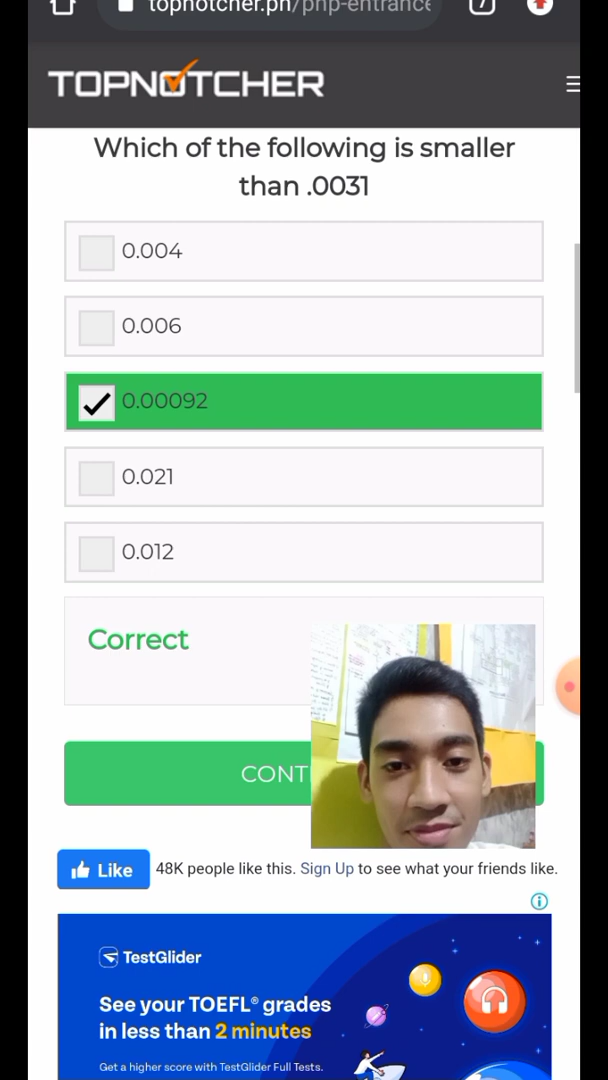 topnotcher.ph/php-entrance
7
TOPNOTCHER
Which of the following is smaller
than .0031
0.004
0.006
0.00092
0.021
0.012
Correct
CONT
Like
48K people like this. Sign Up to see what your friends like.
TestGlider
See your TOEFL® grades
in less than 2 minutes
Get a higher score with TestGlider Full Tests.